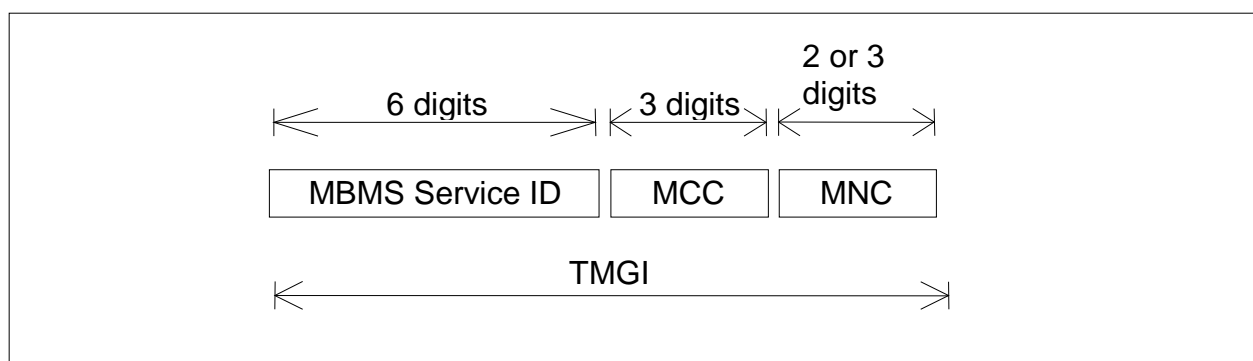 2 or 3
digits
6 digits
3 digits
MBMS Service ID
MCC
MNC
TMGI